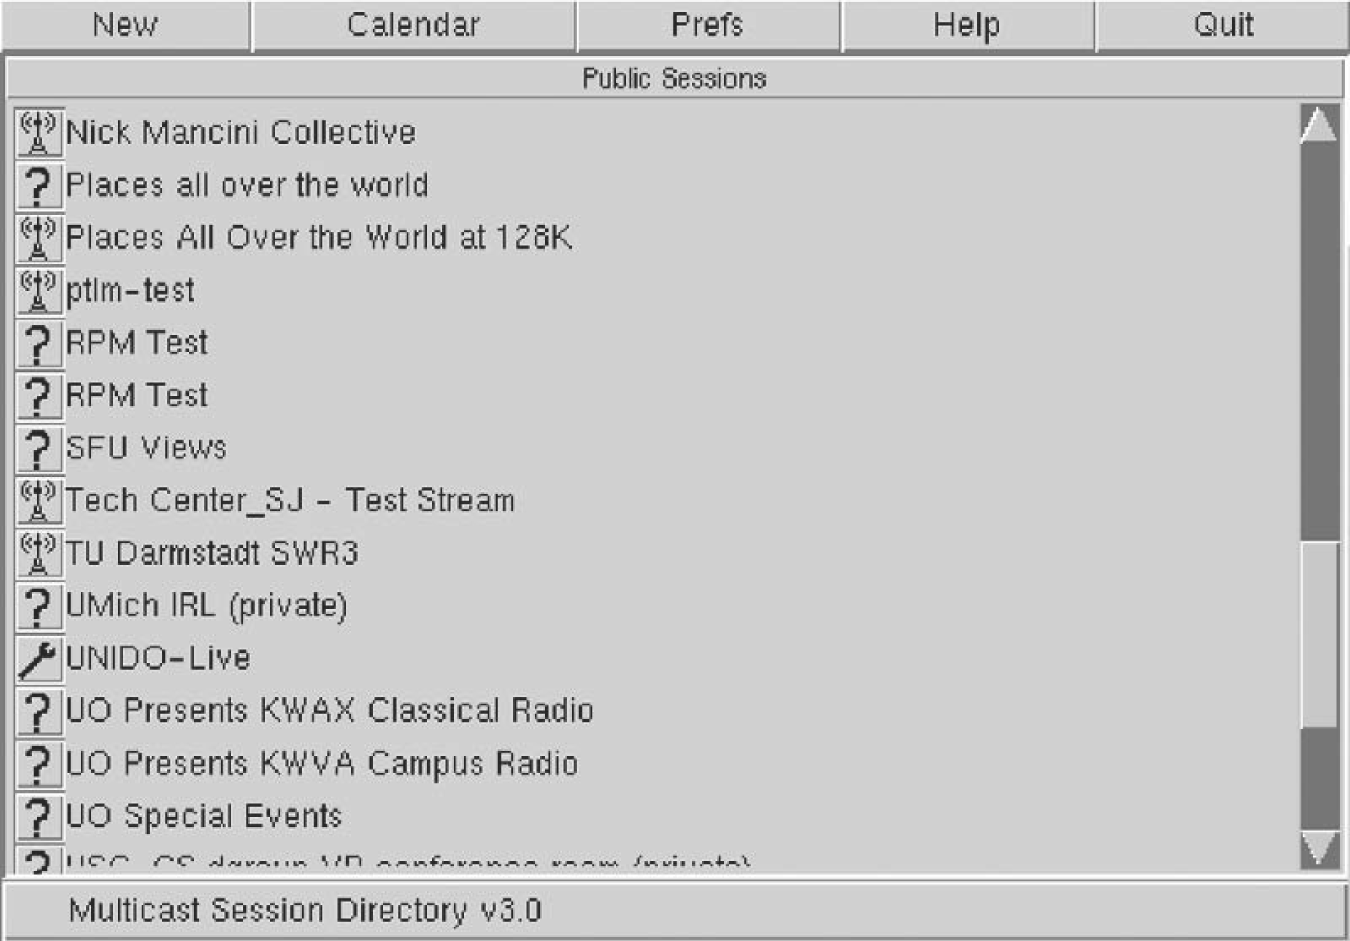 New Calendar Prefs Help Quit
Public Sessions
Nick Mancini Collective
Places all over the world
Places All Over the World at 128K
ptlm-test
RPM Test
RPM Test
SFU Views
Tech Center_SJ - Test Stream
TU Darmstadt SWR3
UMich IRL (private)
UNIDO-Live
UO Presents KWAX Classical Radio
UO Presents KWVA Campus Radio
UO Special Events
conference room (private)
Multicast Session Directory v3.0